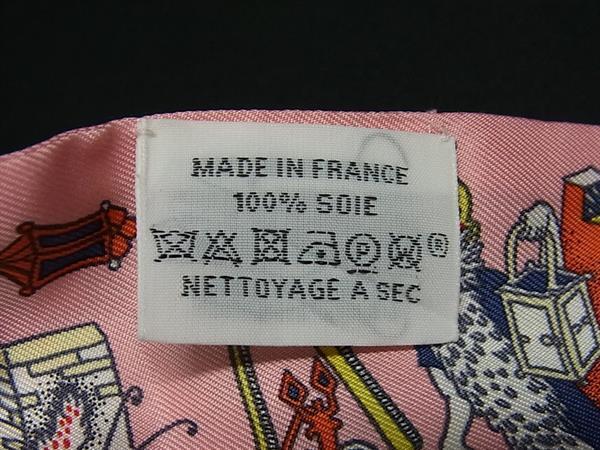 MADE IN FRANCE
100% SOIE
P ®
NETTOYAGE A SEC